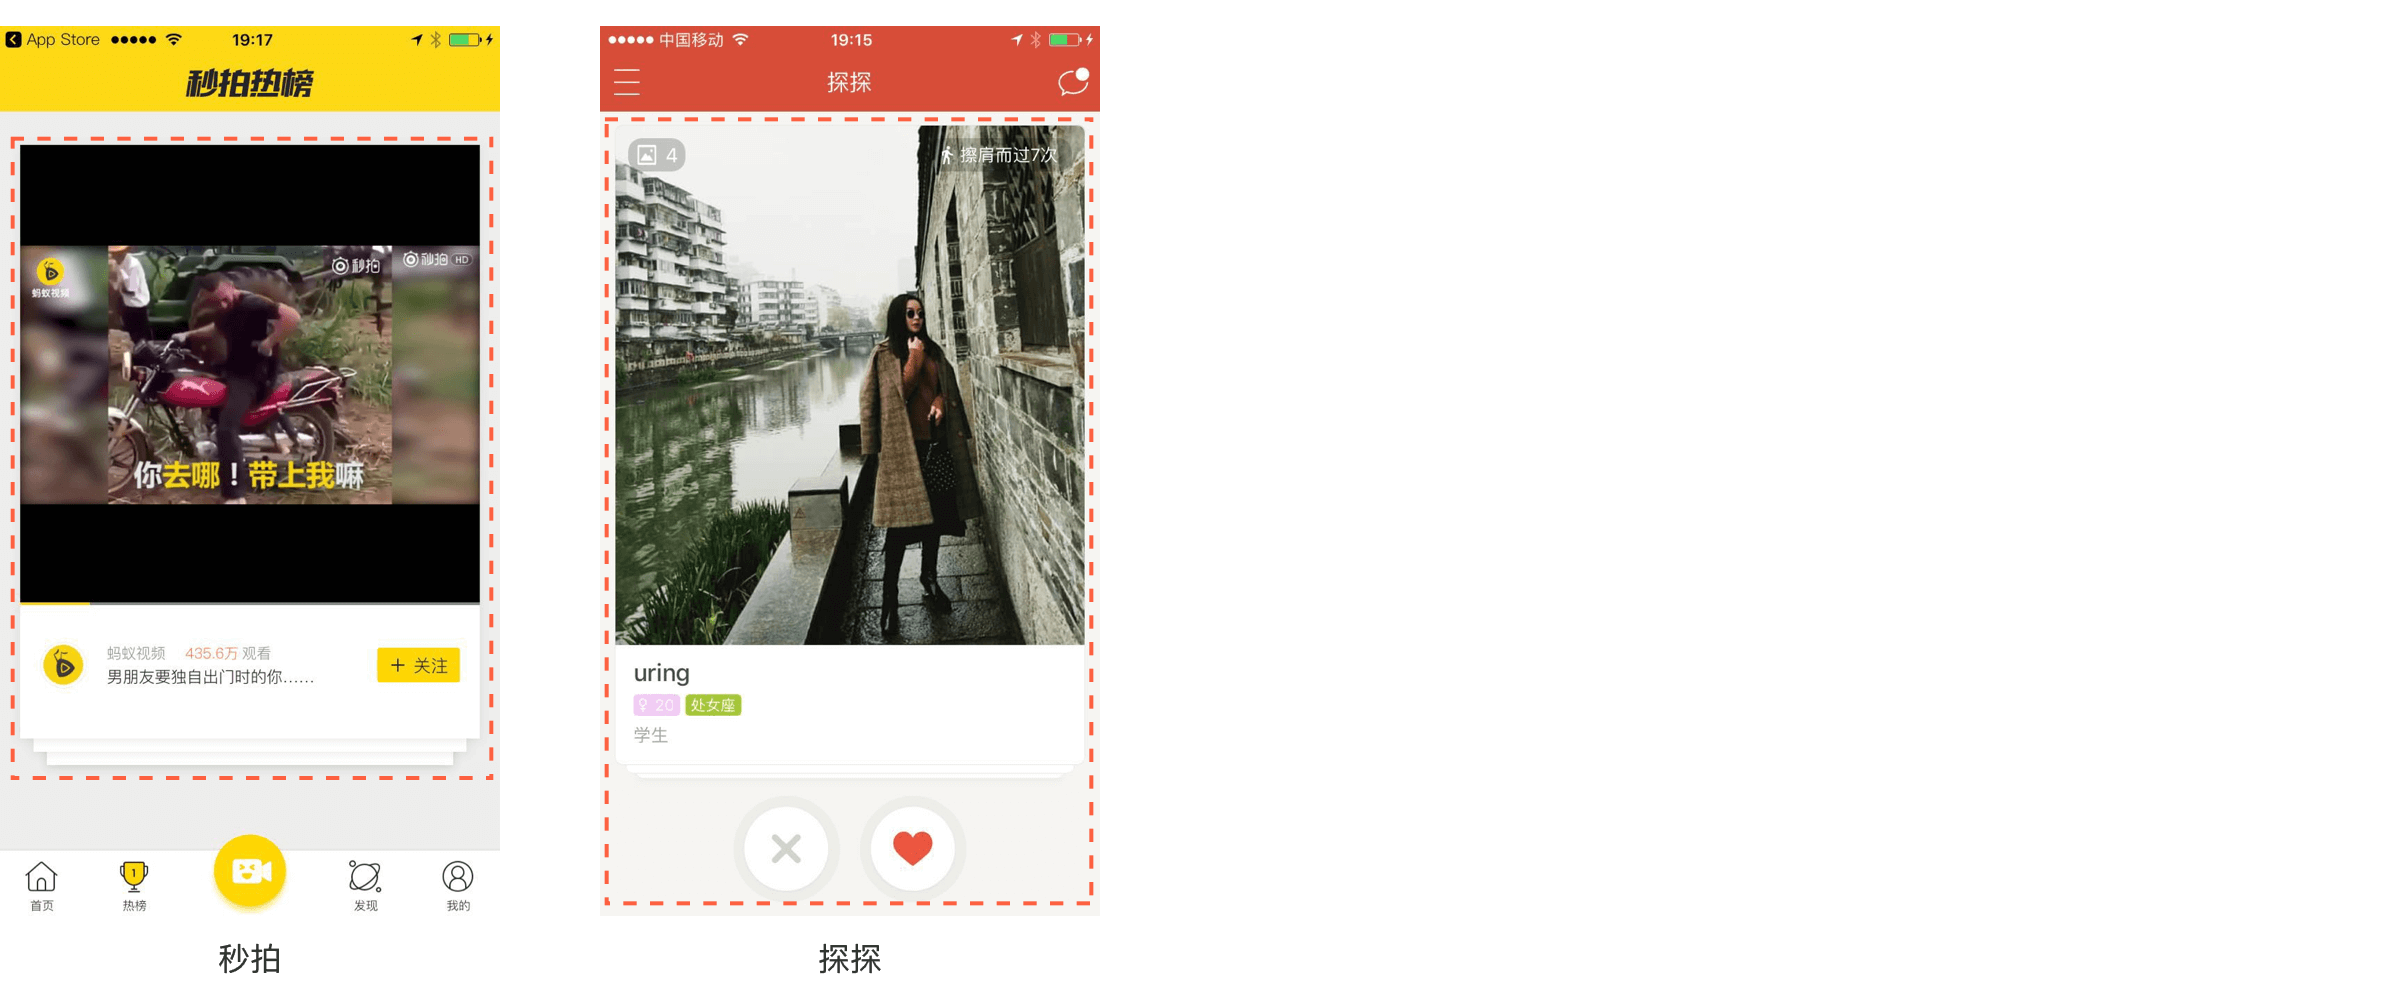 App Store
19:17
秒拍热榜
蚂蚁视频
秒拍
秒拍 HD
你去哪！带上我嘛
蚂蚁视频 435.6万 观看
男朋友要独自出门时的你……
+ 关注
首页
1
热榜
发现
我的
秒拍
中国移动
19:15
探探
4
擦肩而过7次
uring
♀ 20
处女座
学生
探探